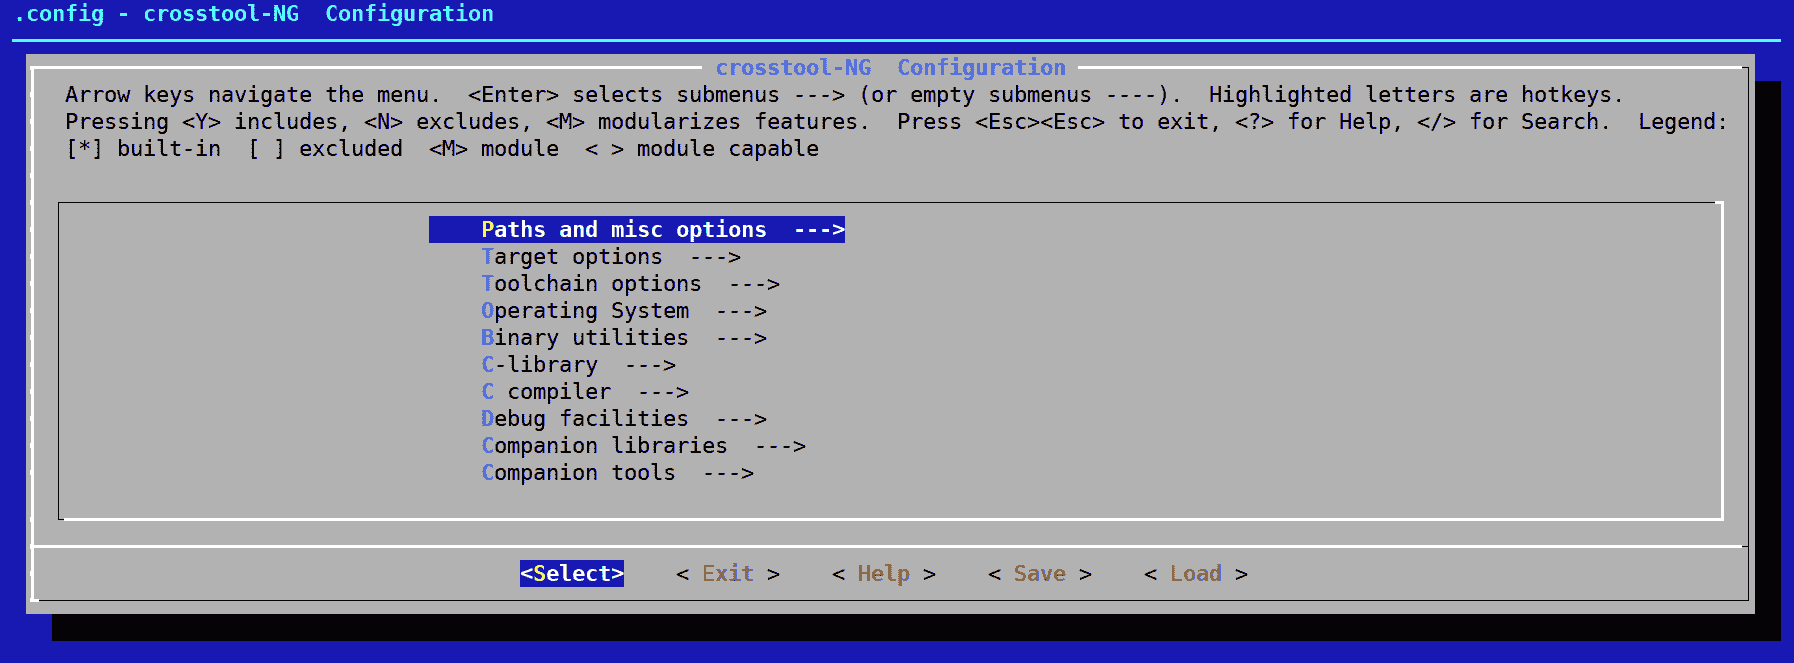 .config - crosstool-NG  Configuration
crosstool-NG  Configuration
Arrow keys navigate the menu.  <Enter> selects submenus ---> (or empty submenus ----).  Highlighted letters are hotkeys.
Pressing <Y> includes, <N> excludes, <M> modularizes features.  Press <Esc><Esc> to exit, <?> for Help, </> for Search.  Legend:
[*] built-in  [ ] excluded  <M> module  < > module capable
Paths and misc options  --->
Target options  --->
Toolchain options  --->
Operating System  --->
Binary utilities  --->
C-library  --->
C compiler  --->
Debug facilities  --->
Companion libraries  --->
Companion tools  --->
<Select>    < Exit >    < Help >    < Save >    < Load >